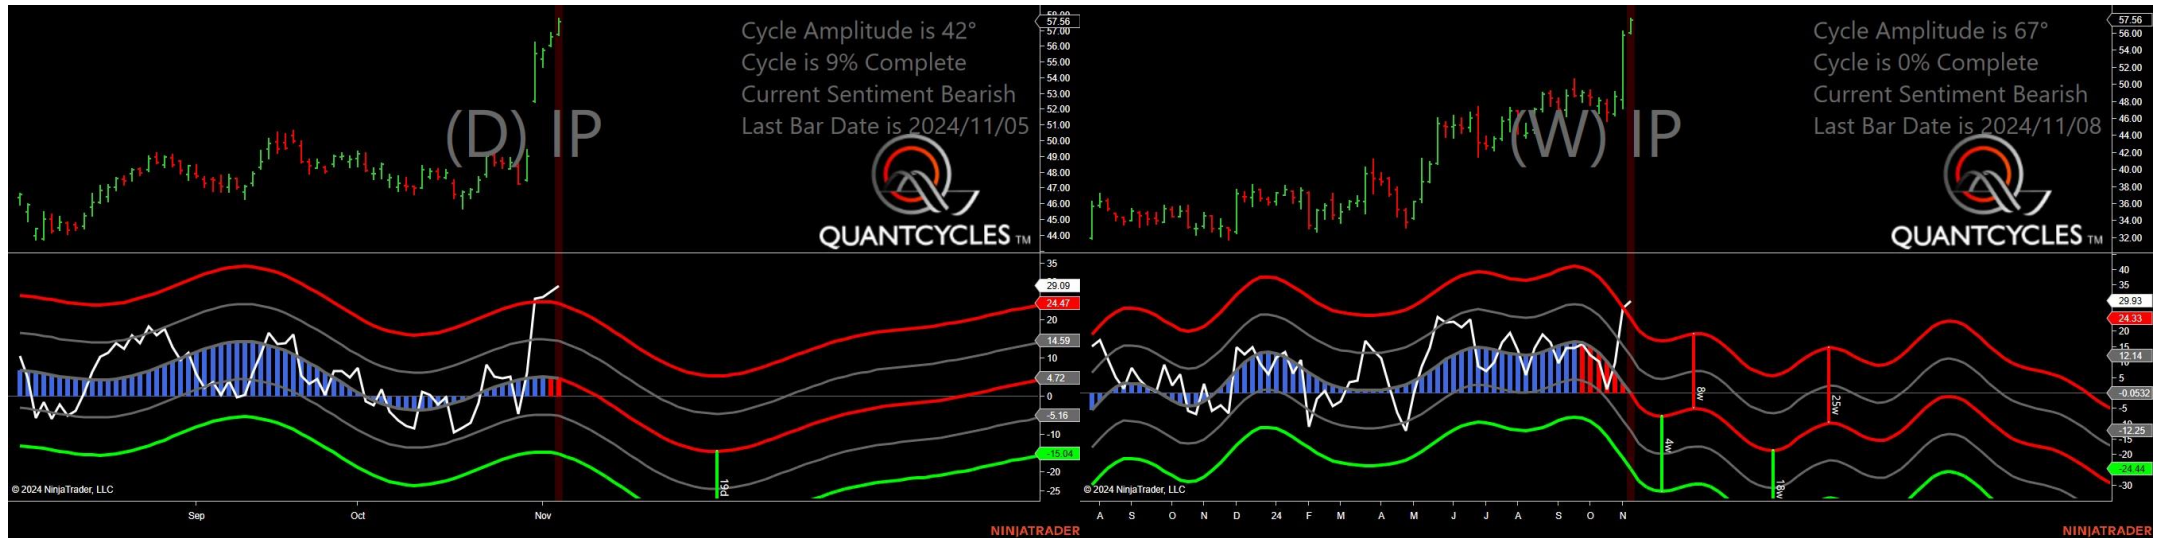 Cycle Amplitude is 42°
Cycle is 9% Complete
Current Sentiment Bearish
Last Bar Date is 2024/11/05
(D) IP
QUANTCYCLES TM
57.56
57.00
56.00
55.00
54.00
53.00
52.00
51.00
50.00
49.00
48.00
47.00
46.00
45.00
44.00
35
29.09
24.47
20
14.59
10
4.72
0
-5.16
-10
-15.04
-20
-25
19d
© 2024 NinjaTrader, LLC
Sep Oct Nov
NINJATRADER
Cycle Amplitude is 67°
Cycle is 0% Complete
Current Sentiment Bearish
Last Bar Date is 2024/11/08
(W) IP
QUANTCYCLES TM
57.56
56.00
54.00
52.00
50.00
48.00
46.00
44.00
42.00
40.00
38.00
36.00
34.00
32.00
40
35
29.93
24.33
20
15
12.14
5
-0.0532
-5
-12.25
-15
-20
-24.44
-30
8w
25w
4w
18w
© 2024 NinjaTrader, LLC
A S O N D 24 F M A M J J A S O N
NINJATRADER